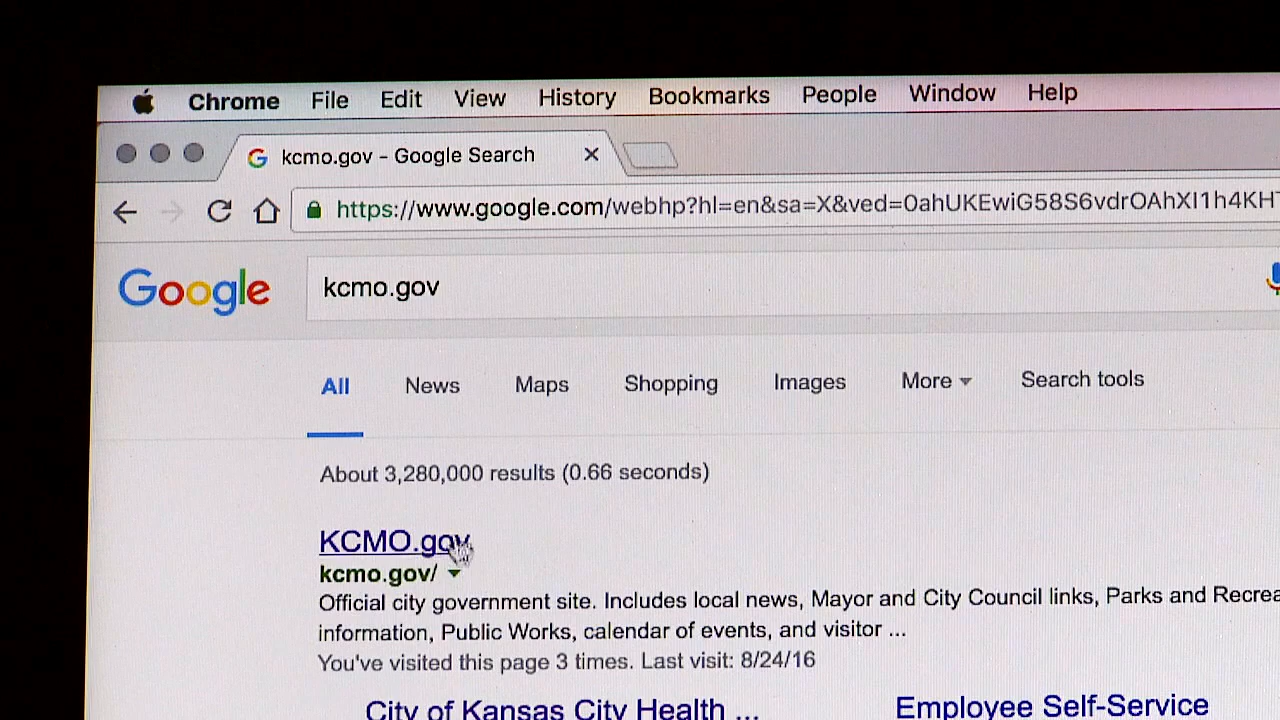 Chrome File Edit View History Bookmarks People Window Help
kcmo.gov - Google Search
https://www.google.com/webhp?hl=en&sa=X&ved=0ahUKEwiG58S6vdrOAhXI1h4KH
Google kcmo.gov
All News Maps Shopping Images More Search tools
About 3,280,000 results (0.66 seconds)
KCMO.gov
kcmo.gov/
Official city government site. Includes local news, Mayor and City Council links, Parks and Recrea
information, Public Works, calendar of events, and visitor ...
You've visited this page 3 times. Last visit: 8/24/16
City of Kansas City Health ... Employee Self-Service